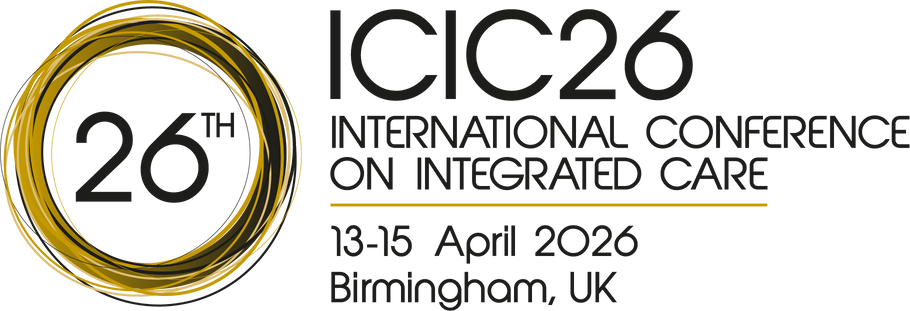 26TH
ICIC26
INTERNATIONAL CONFERENCE
ON INTEGRATED CARE
13-15 April 2026
Birmingham, UK